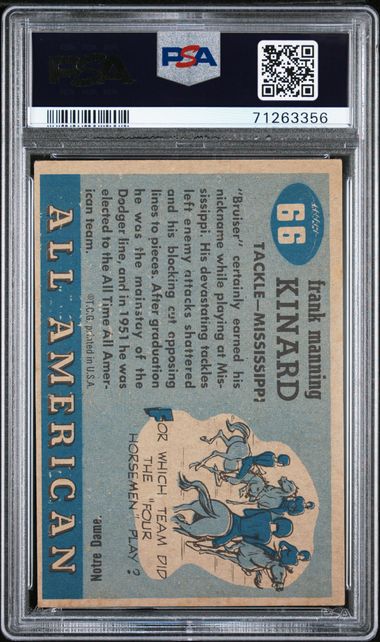 PSA
PSA
71263356
66
frank manning
KINARD
TACKLE—MISSISSIPPI
"Bruiser" certainly earned his
nickname while playing at Mis-
sissippi. His devastating tackles
left enemy attacks shattered
and his blocking cut opposing
lines to pieces. After graduation
he was the mainstay of the
Dodger line, and in 1951 he was
elected to the All Time All Amer-
ican team.
©T.C.G. printed in U.S.A.
FOR WHICH TEAM DID
THE "FOUR
HORSEMEN" PLAY?
Notre Dame.
ALL AMERICAN